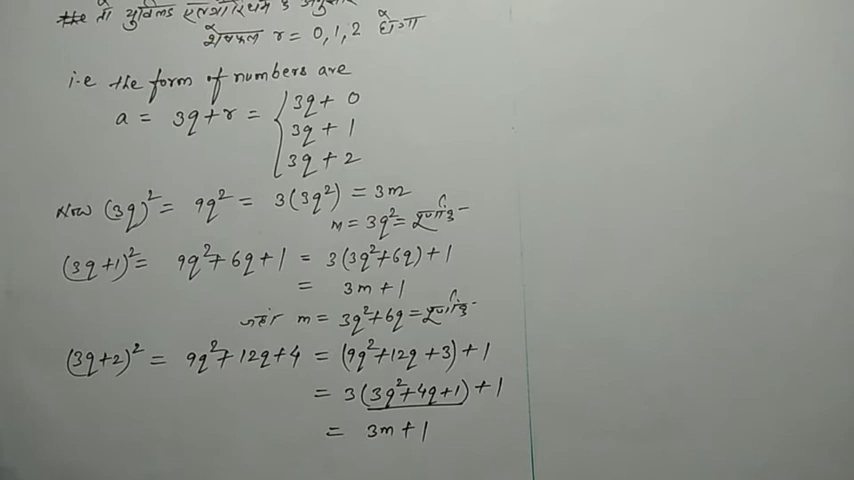 तो युक्लिड एल्गोरिथम के अनुसार
शेषफल r = 0, 1, 2 होगा
i.e the form of numbers are
a = 3q + r = { 3q + 0
3q + 1
3q + 2
Now (3q)² = 9q² = 3(3q²) = 3m
m = 3q² = पूर्णांक
(3q+1)² = 9q²+6q+1 = 3(3q²+6q)+1
= 3m+1
जहां m = 3q²+6q = पूर्णांक
(3q+2)² = 9q²+12q+4 = (9q²+12q+3)+1
= 3(3q²+4q+1)+1
= 3m+1